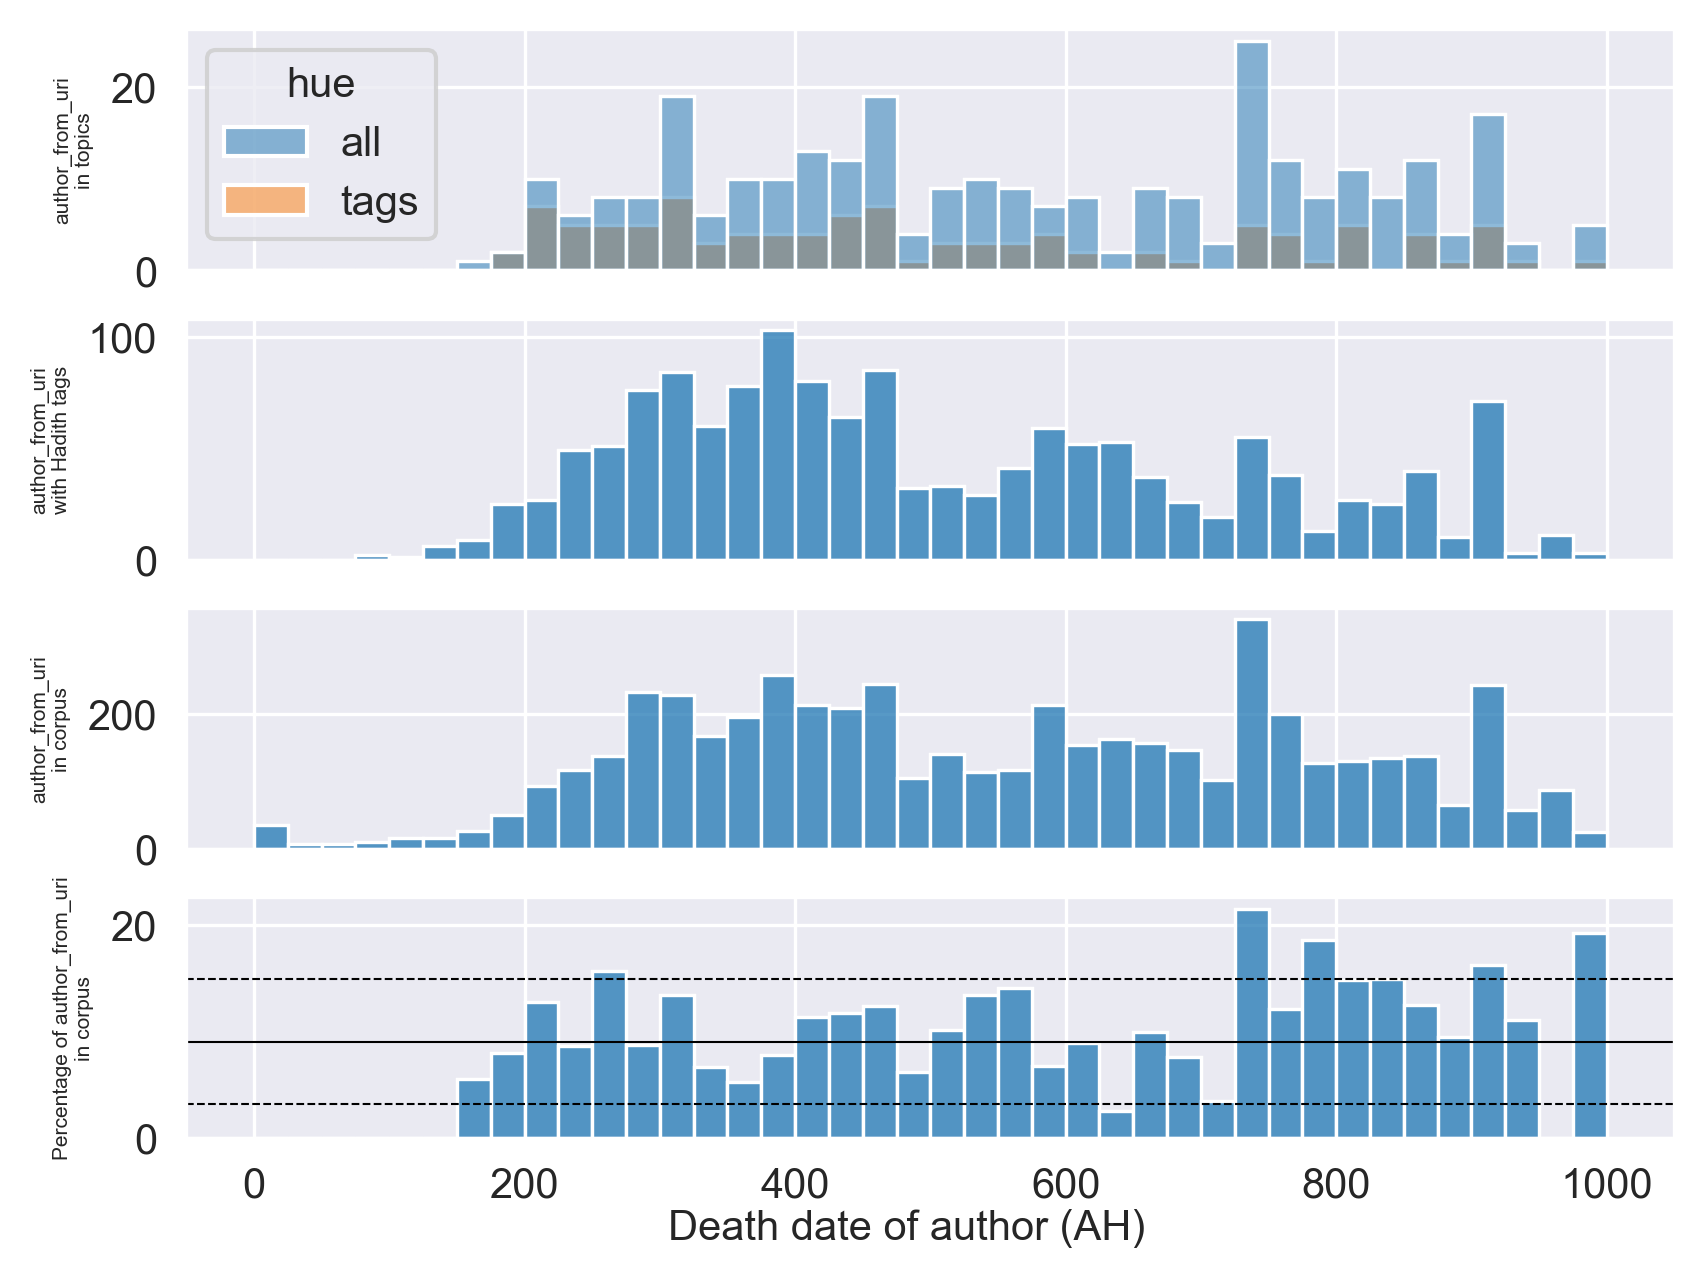 hue
all
tags
20
0
author_from_uri
in topics
100
0
author_from_uri
with Hadith tags
200
0
author_from_uri
in corpus
20
0
Percentage of author_from_uri
in corpus
0 200 400 600 800 1000
Death date of author (AH)